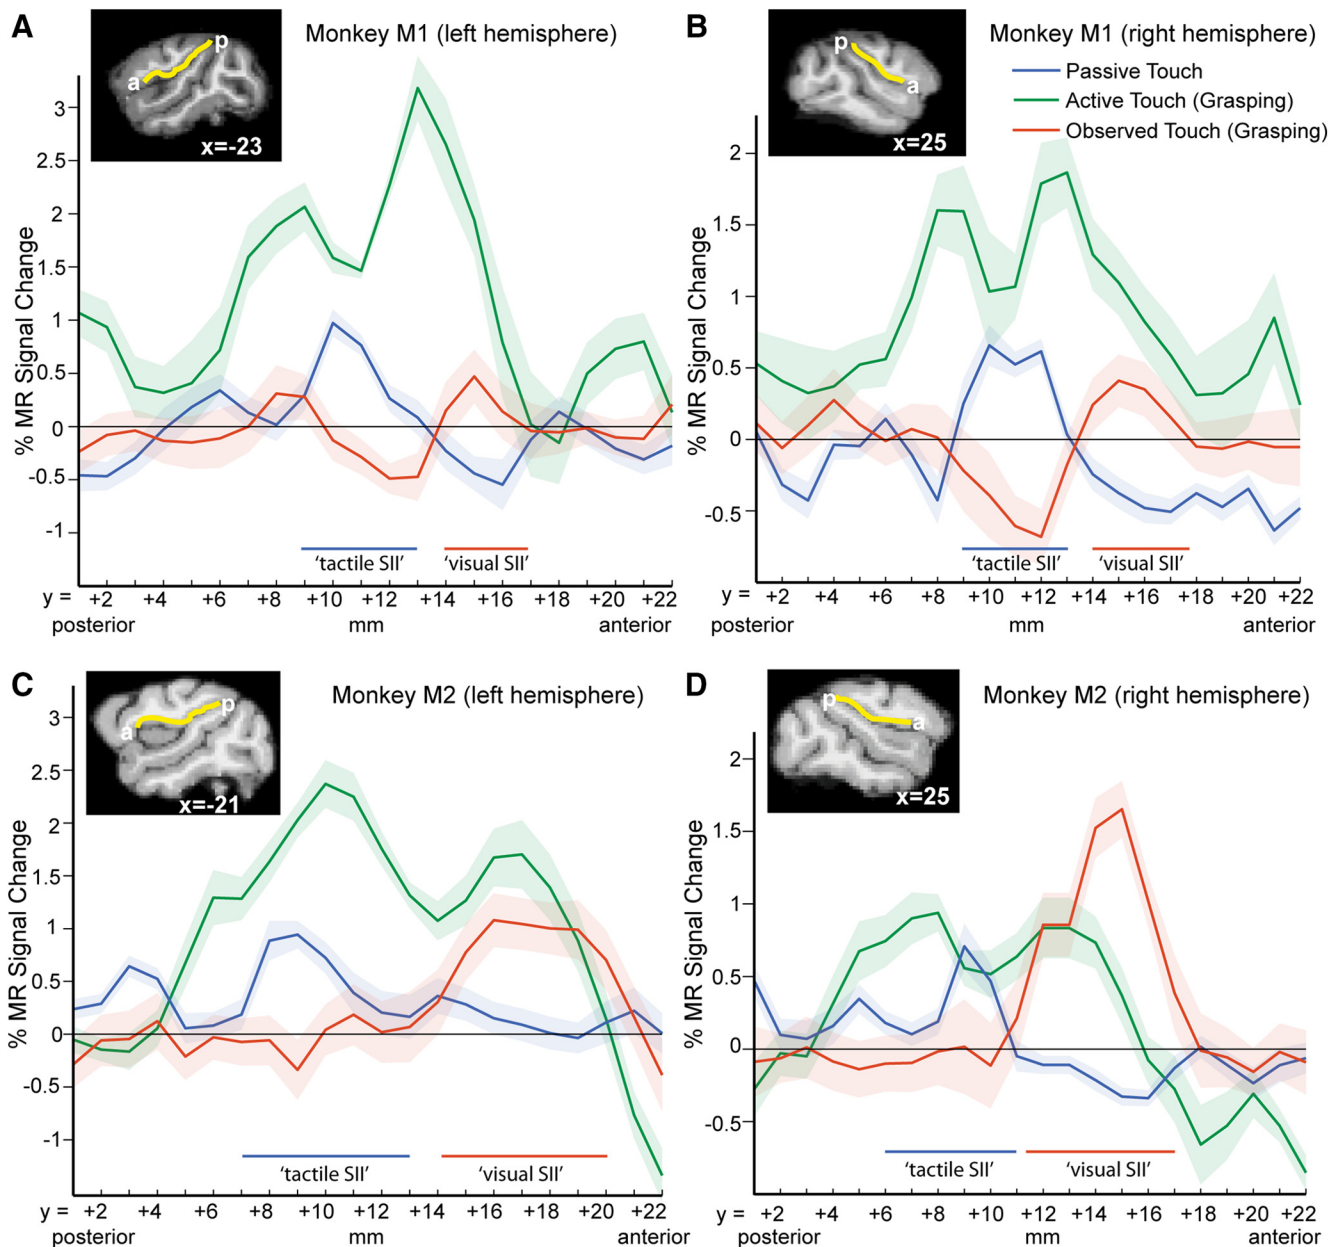 A
Monkey M1 (left hemisphere)
p
a
x=-23
% MR Signal Change
3
2.5
2
1.5
1
0.5
0
-0.5
-1
'tactile SII'
'visual SII'
y = +2 +4 +6 +8 +10 +12 +14 +16 +18 +20 +22
posterior mm anterior
B
Monkey M1 (right hemisphere)
Passive Touch
Active Touch (Grasping)
Observed Touch (Grasping)
p
a
x=25
% MR Signal Change
2
1.5
1
0.5
0
-0.5
'tactile SII'
'visual SII'
y = +2 +4 +6 +8 +10 +12 +14 +16 +18 +20 +22
posterior mm anterior
C
Monkey M2 (left hemisphere)
p
a
x=-21
% MR Signal Change
3
2.5
2
1.5
1
0.5
0
-0.5
-1
'tactile SII'
'visual SII'
y = +2 +4 +6 +8 +10 +12 +14 +16 +18 +20 +22
posterior mm anterior
D
Monkey M2 (right hemisphere)
p
a
x=25
% MR Signal Change
2
1.5
1
0.5
0
-0.5
'tactile SII'
'visual SII'
y = +2 +4 +6 +8 +10 +12 +14 +16 +18 +20 +22
posterior mm anterior